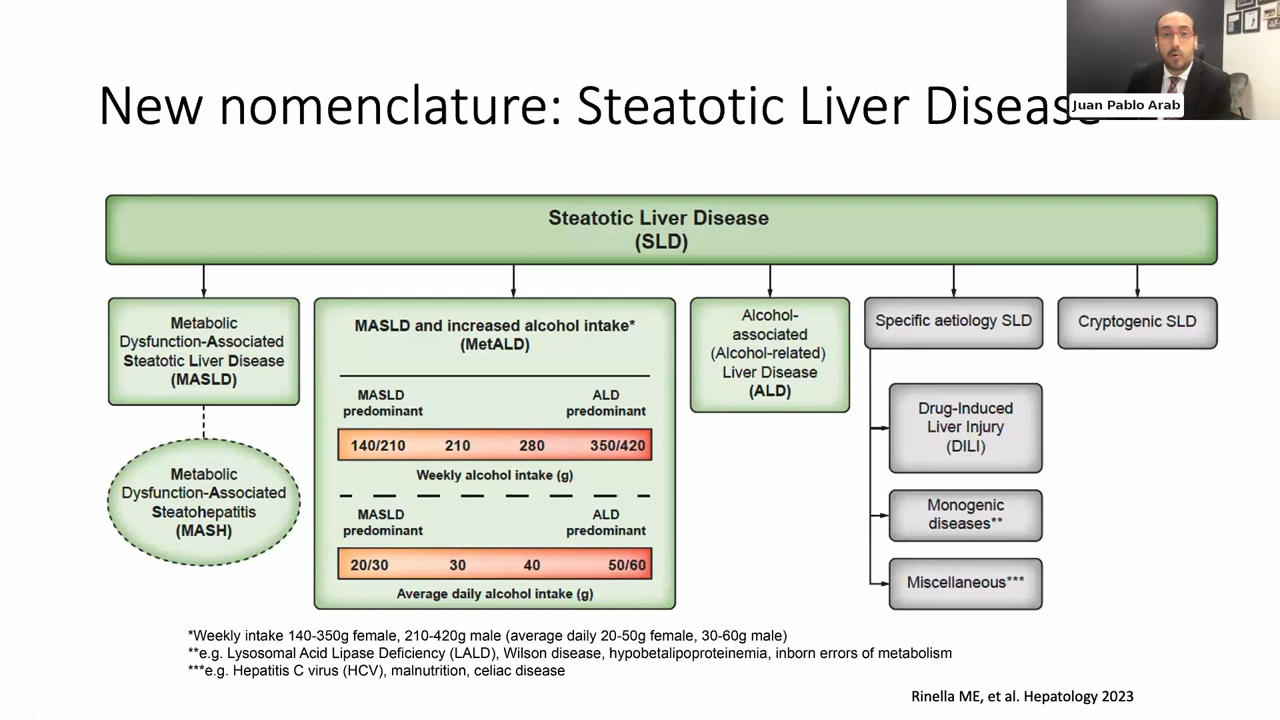 Juan Pablo Arab
New nomenclature: Steatotic Liver Disease
Steatotic Liver Disease
(SLD)
Metabolic
Dysfunction-Associated
Steatotic Liver Disease
(MASLD)
Metabolic
Dysfunction-Associated
Steatohepatitis
(MASH)
MASLD and increased alcohol intake*
(MetALD)
MASLD
predominant
ALD
predominant
140/210 210 280 350/420
Weekly alcohol intake (g)
MASLD
predominant
ALD
predominant
20/30 30 40 50/60
Average daily alcohol intake (g)
Alcohol-
associated
(Alcohol-related)
Liver Disease
(ALD)
Specific aetiology SLD
Drug-Induced
Liver Injury
(DILI)
Monogenic
diseases**
Miscellaneous***
Cryptogenic SLD
*Weekly intake 140-350g female, 210-420g male (average daily 20-50g female, 30-60g male)
**e.g. Lysosomal Acid Lipase Deficiency (LALD), Wilson disease, hypobetalipoproteinemia, inborn errors of metabolism
***e.g. Hepatitis C virus (HCV), malnutrition, celiac disease
Rinella ME, et al. Hepatology 2023